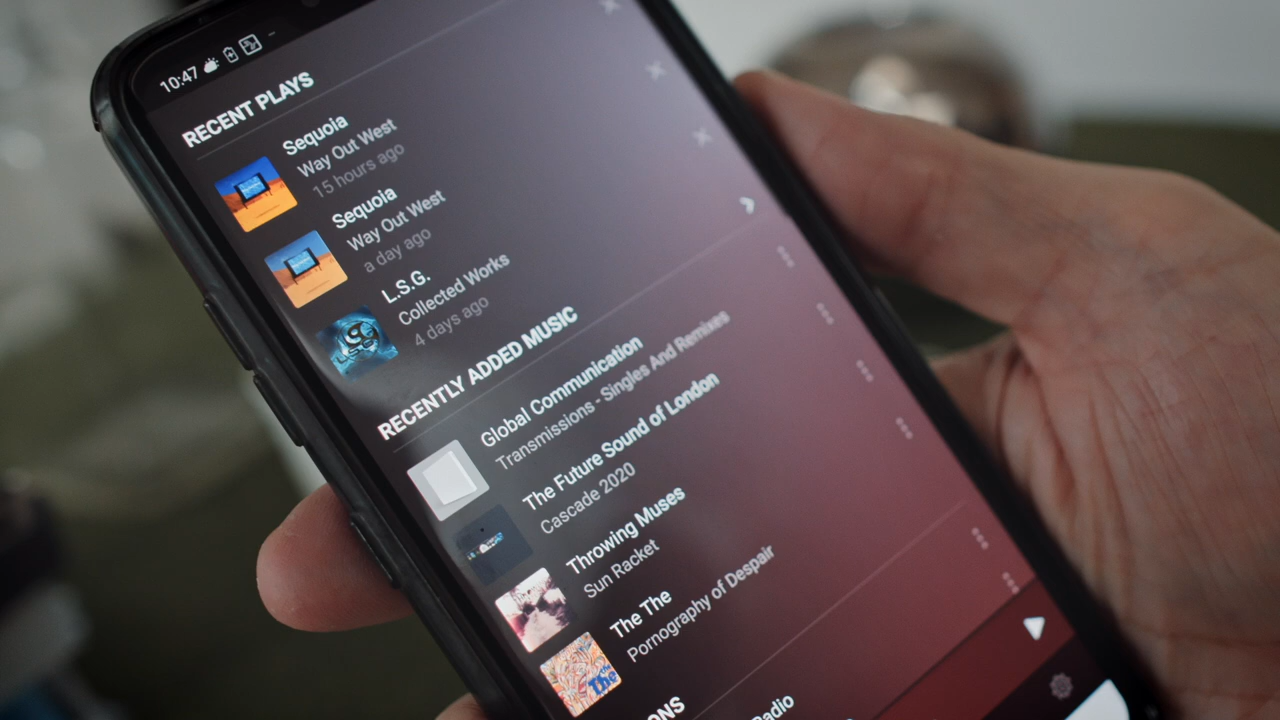 10:47
RECENT PLAYS
Sequoia
Way Out West
15 hours ago
Sequoia
Way Out West
a day ago
L.S.G.
Collected Works
4 days ago
RECENTLY ADDED MUSIC
Global Communication
Transmissions - Singles And Remixes
The Future Sound of London
Cascade 2020
Throwing Muses
Sun Racket
The The
Pornography of Despair
ONS
Radio